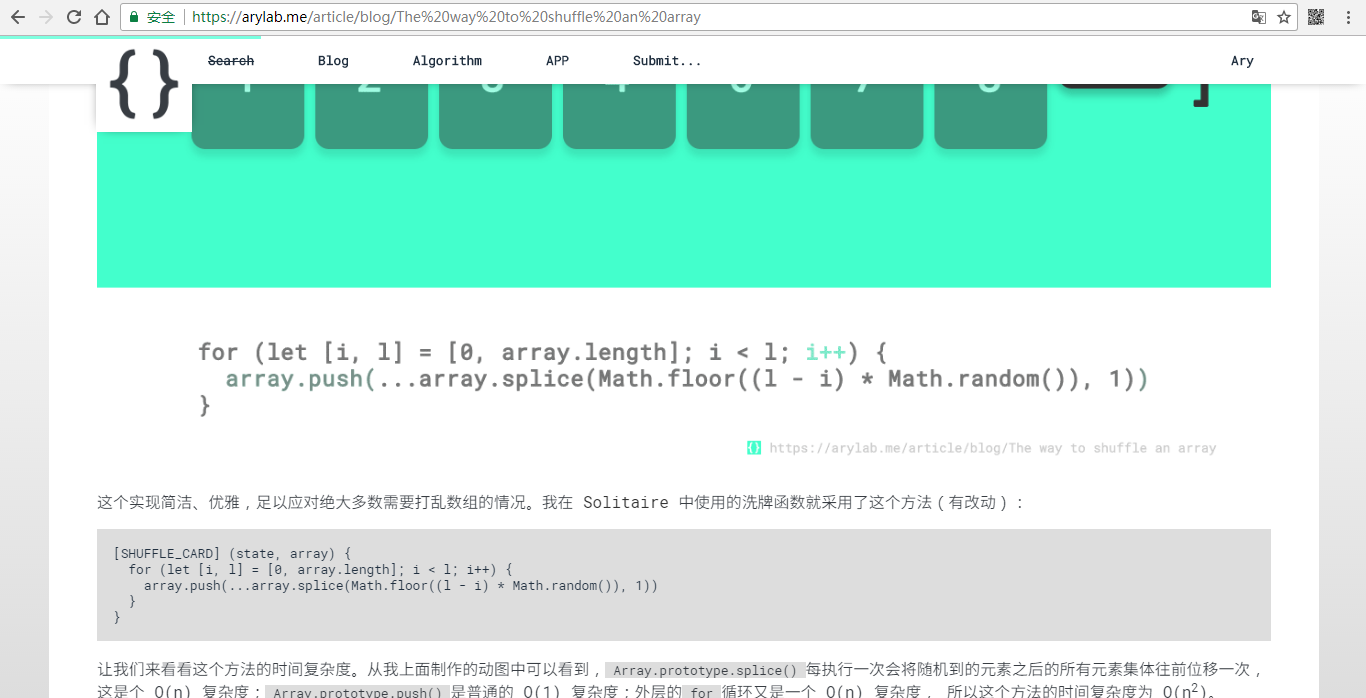 安全 https://arylab.me/article/blog/The%20way%20to%20shuffle%20an%20array
{}
Search Blog Algorithm APP Submit... Ary
]
for (let [i, l] = [0, array.length]; i < l; i++) {
array.push(...array.splice(Math.floor((l - i) * Math.random()), 1))
}
{} https://arylab.me/article/blog/The way to shuffle an array
这个实现简洁、优雅，足以应对绝大多数需要打乱数组的情况。我在 Solitaire 中使用的洗牌函数就采用了这个方法（有改动）：
[SHUFFLE_CARD] (state, array) {
for (let [i, l] = [0, array.length]; i < l; i++) {
array.push(...array.splice(Math.floor((l - i) * Math.random()), 1))
}
}
让我们来看看这个方法的时间复杂度。从我上面制作的动图中可以看到，Array.prototype.splice() 每执行一次会将随机到的元素之后的所有元素集体往前位移一次，
这是个 O(n) 复杂度；Array.prototype.push() 是普通的 O(1) 复杂度；外层的 for 循环又是一个 O(n) 复杂度， 所以这个方法的时间复杂度为 O(n²)。